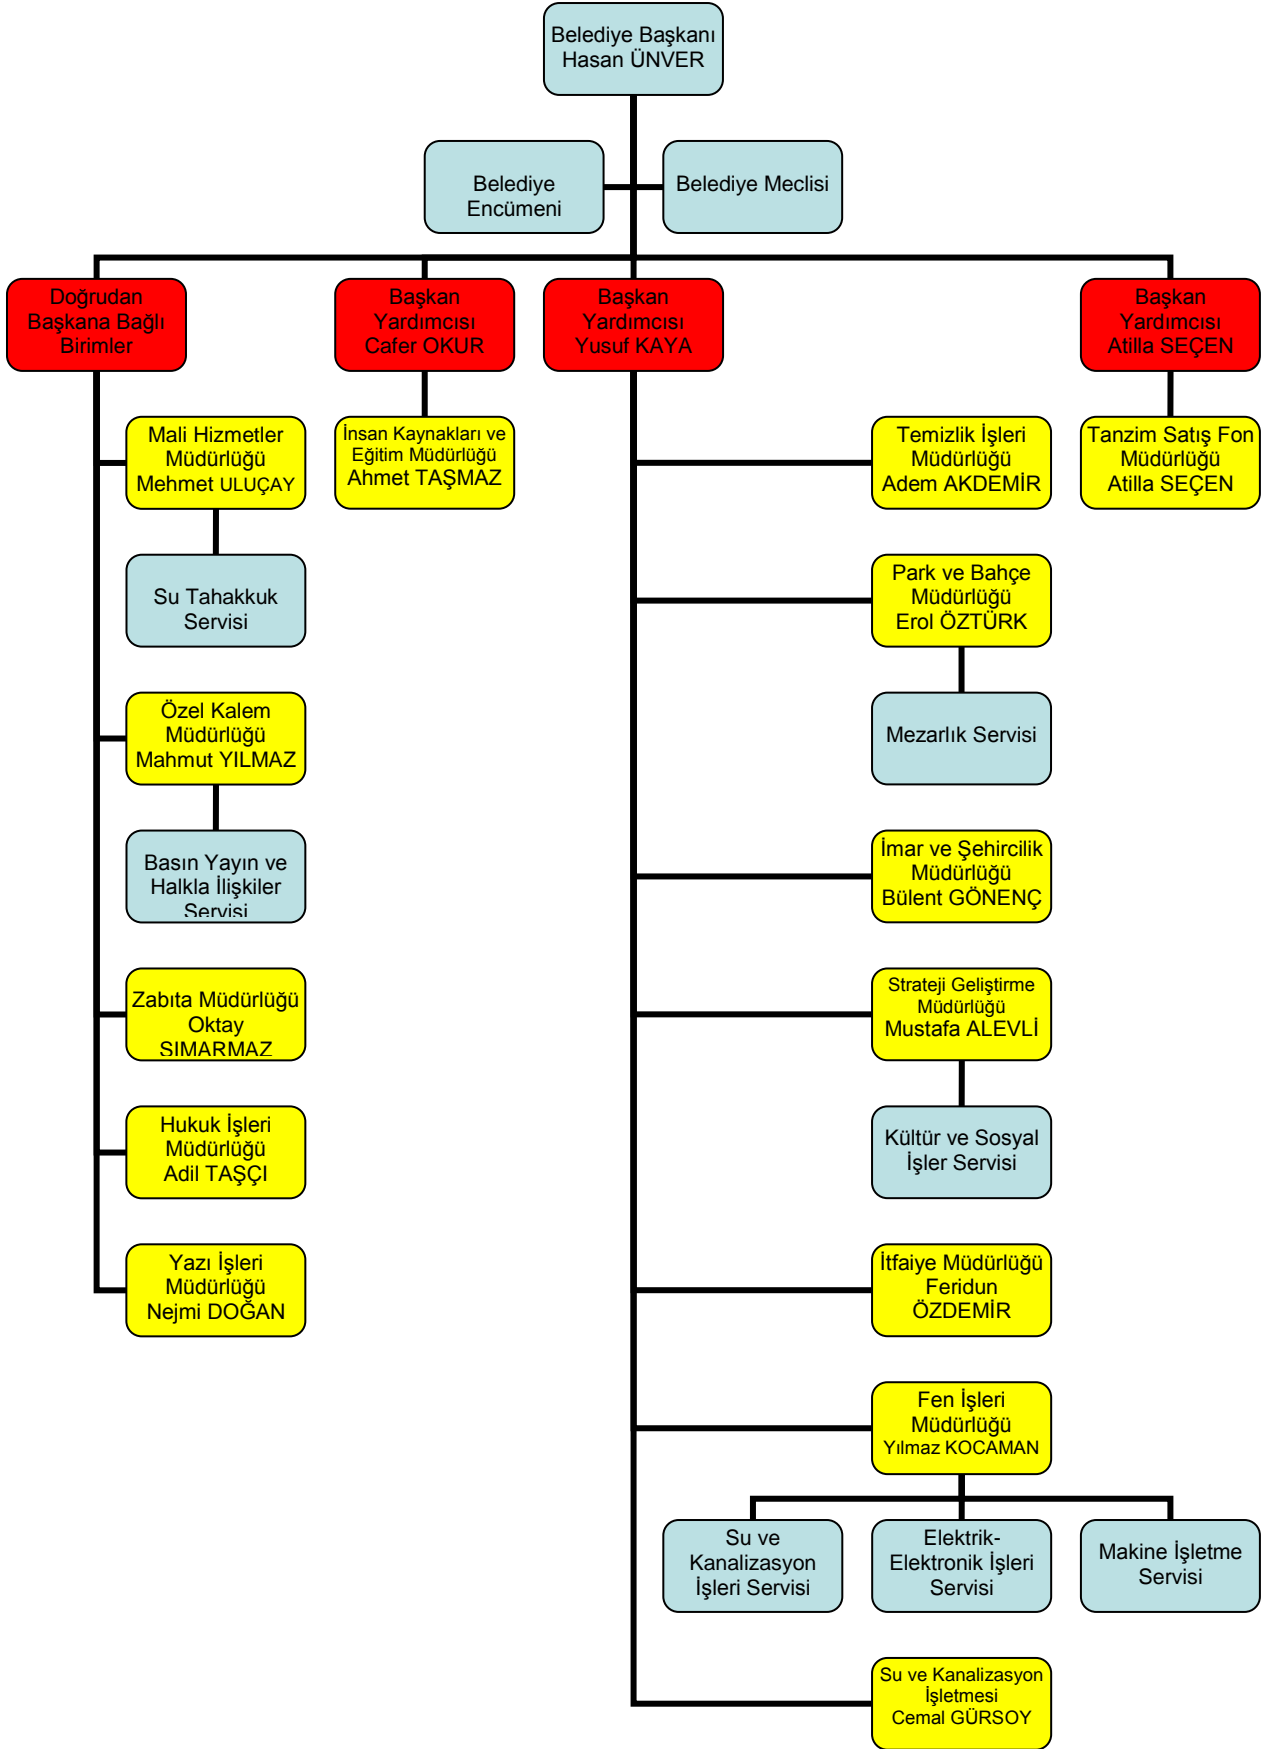 Belediye Başkanı
Hasan ÜNVER
Belediye
Encümeni
Belediye Meclisi
Doğrudan
Başkana Bağlı
Birimler
Başkan
Yardımcısı
Cafer OKUR
Başkan
Yardımcısı
Yusuf KAYA
Başkan
Yardımcısı
Atilla SEÇEN
Mali Hizmetler
Müdürlüğü
Mehmet ULUÇAY
İnsan Kaynakları ve
Eğitim Müdürlüğü
Ahmet TAŞMAZ
Temizlik İşleri
Müdürlüğü
Adem AKDEMİR
Tanzim Satış Fon
Müdürlüğü
Atilla SEÇEN
Su Tahakkuk
Servisi
Park ve Bahçe
Müdürlüğü
Erol ÖZTÜRK
Özel Kalem
Müdürlüğü
Mahmut YILMAZ
Mezarlık Servisi
Basın Yayın ve
Halkla İlişkiler
Servisi
İmar ve Şehircilik
Müdürlüğü
Bülent GÖNENÇ
Zabıta Müdürlüğü
Oktay
SIMARMAZ
Strateji Geliştirme
Müdürlüğü
Mustafa ALEVLİ
Hukuk İşleri
Müdürlüğü
Adil TAŞÇI
Kültür ve Sosyal
İşler Servisi
Yazı İşleri
Müdürlüğü
Nejmi DOĞAN
İtfaiye Müdürlüğü
Feridun
ÖZDEMİR
Fen İşleri
Müdürlüğü
Yılmaz KOCAMAN
Su ve
Kanalizasyon
İşleri Servisi
Elektrik-
Elektronik İşleri
Servisi
Makine İşletme
Servisi
Su ve Kanalizasyon
İşletmesi
Cemal GÜRSOY